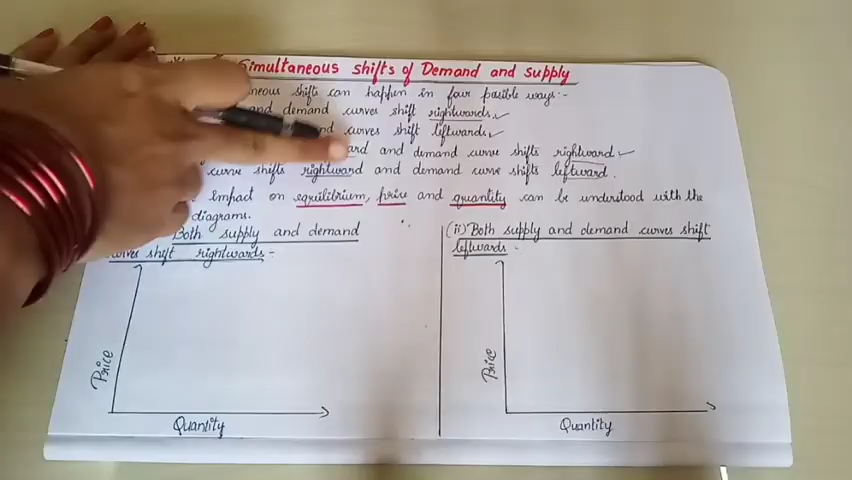 Simultaneous shifts of Demand and supply
shifts can happen in four possible ways:-
and demand curves shift rightwards.
curves shift leftwards.
and demand curve shifts rightward
curve shifts rightward and demand curve shifts leftward.
impact on equilibrium, price and quantity can be understood with the
diagrams.
Both supply and demand
curves shift rightwards-
(ii) Both supply and demand curves shift
leftwards-
Price
Quantity
Price
Quantity